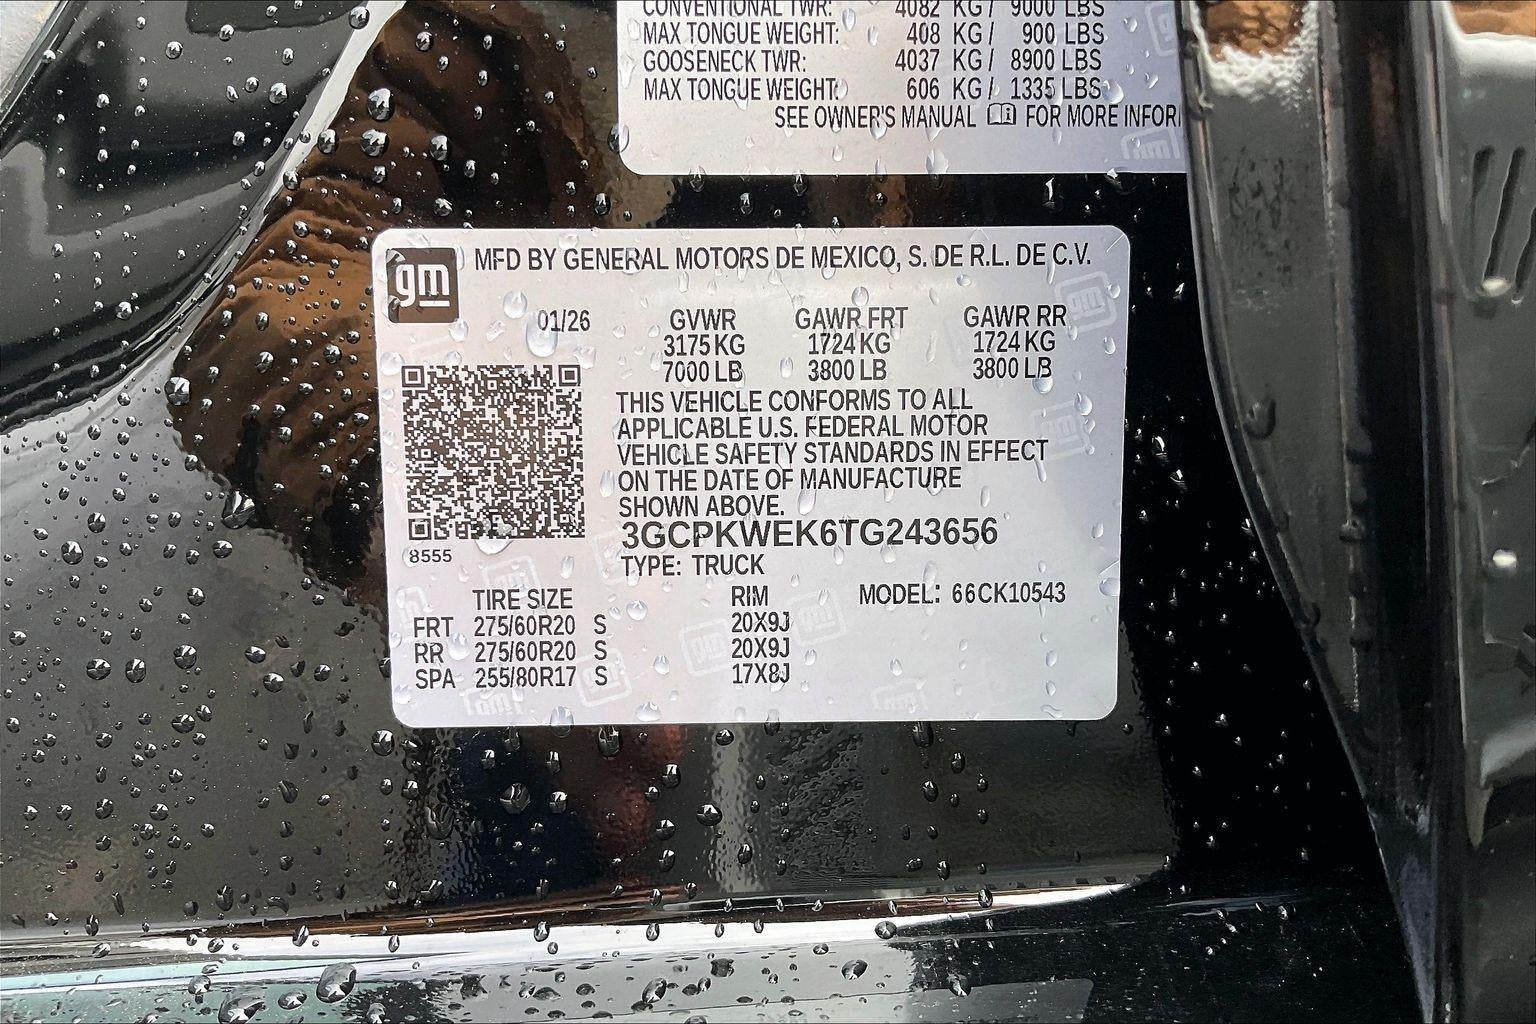 CONVENTIONAL TWR: 4082 KG / 9000 LBS
MAX TONGUE WEIGHT: 408 KG / 900 LBS
GOOSENECK TWR: 4037 KG / 8900 LBS
MAX TONGUE WEIGHT: 606 KG / 1335 LBS
SEE OWNER'S MANUAL FOR MORE INFOR
gm MFD BY GENERAL MOTORS DE MEXICO, S. DE R.L. DE C.V.
01/26 GVWR GAWR FRT GAWR RR
3175 KG 1724 KG 1724 KG
7000 LB 3800 LB 3800 LB
THIS VEHICLE CONFORMS TO ALL
APPLICABLE U.S. FEDERAL MOTOR
VEHICLE SAFETY STANDARDS IN EFFECT
ON THE DATE OF MANUFACTURE
SHOWN ABOVE.
3GCPKWEK6TG243656
8555
TYPE: TRUCK
TIRE SIZE RIM MODEL: 66CK10543
FRT 275/60R20 S 20X9J
RR 275/60R20 S 20X9J
SPA 255/80R17 S 17X8J